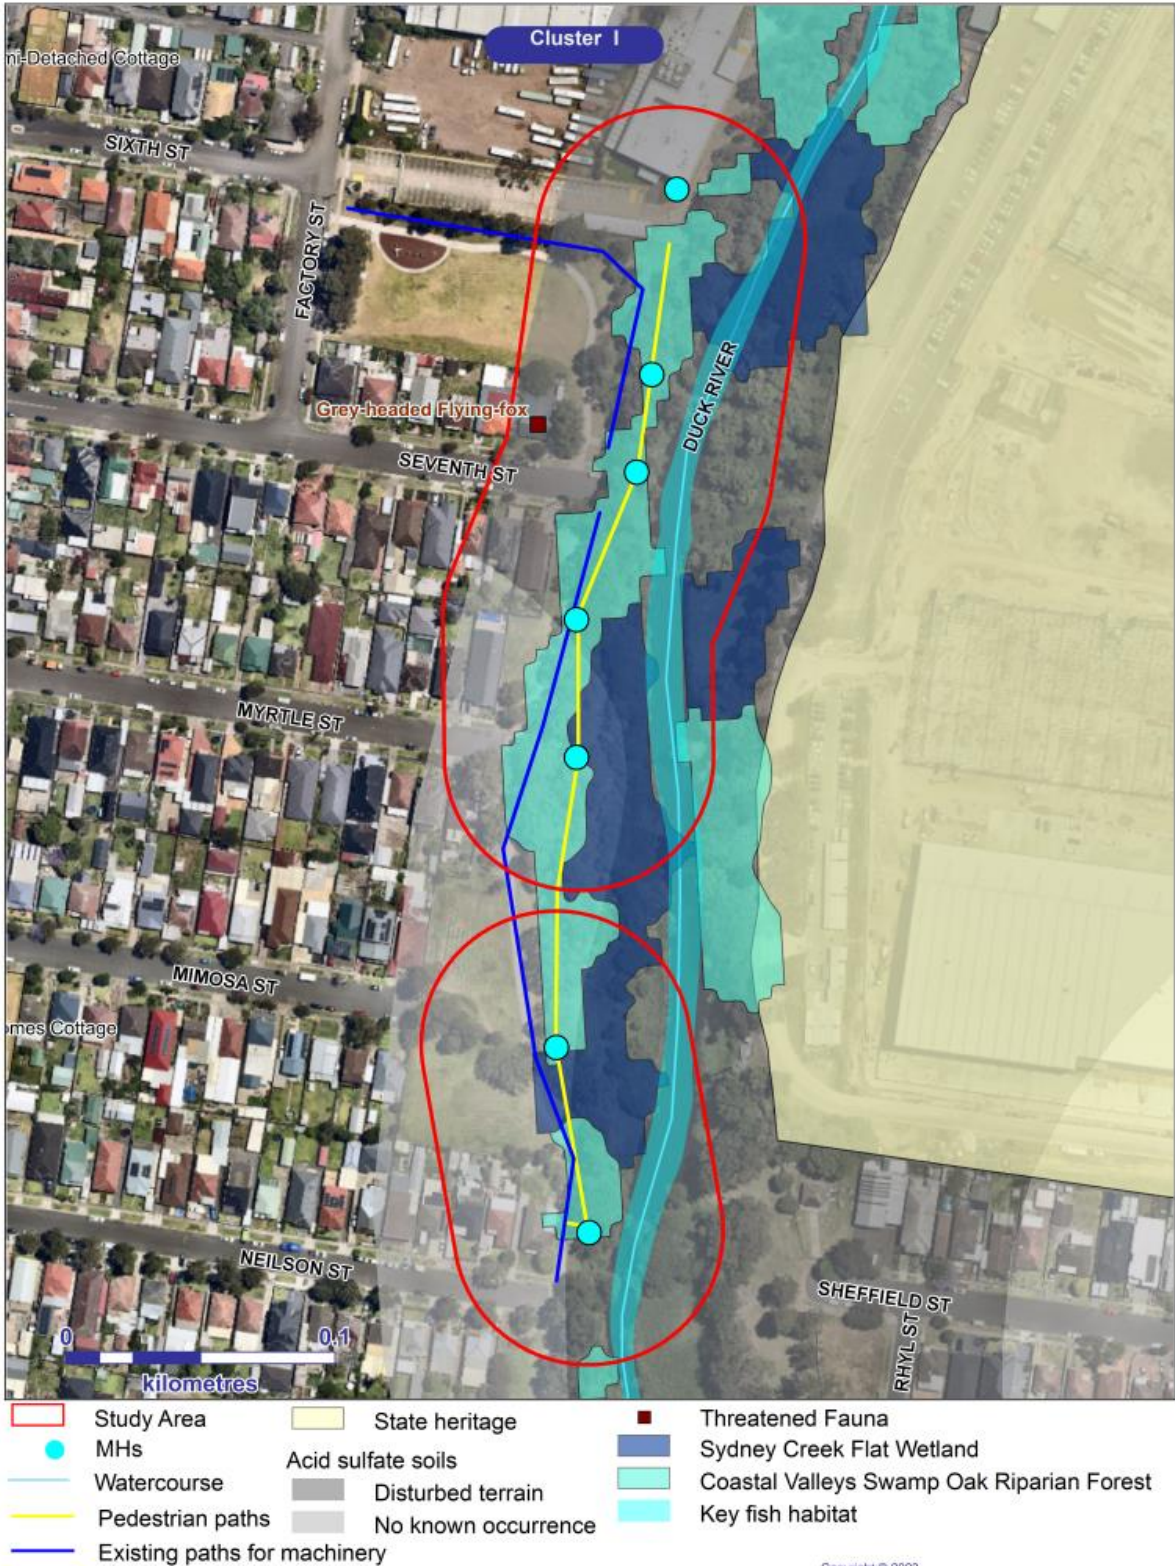 Cluster I
mi-Detached Cottage
SIXTH ST
FACTORY ST
Grey-headed Flying-fox
DUCK RIVER
SEVENTH ST
MYRTLE ST
MIMOSA ST
omes Cottage
NEILSON ST
SHEFFIELD ST
RHYL ST
0 0.1
kilometres
Study Area
MHs
Watercourse
Pedestrian paths
Existing paths for machinery
State heritage
Acid sulfate soils
Disturbed terrain
No known occurrence
Threatened Fauna
Sydney Creek Flat Wetland
Coastal Valleys Swamp Oak Riparian Forest
Key fish habitat